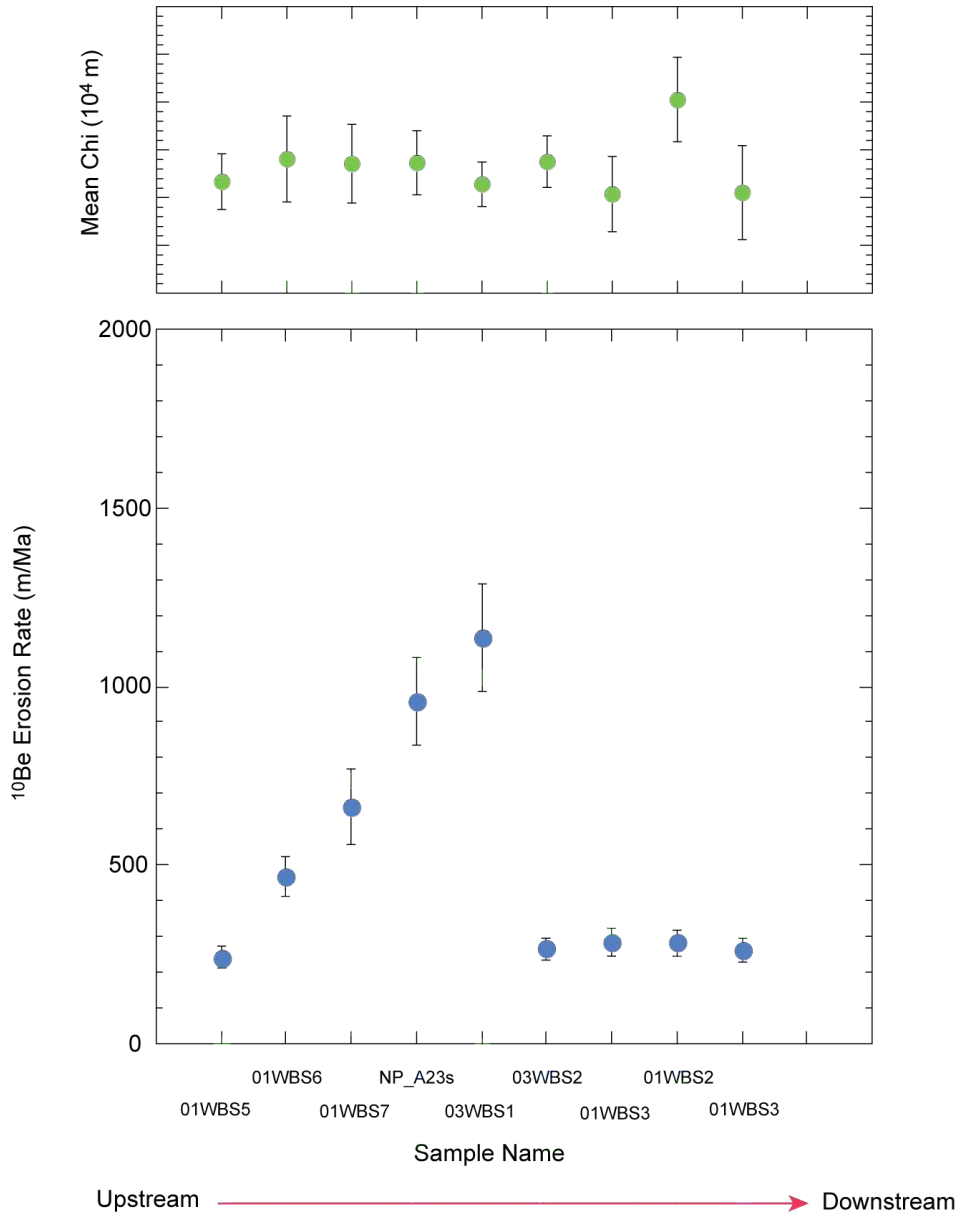 Mean Chi (10⁴ m)
2000
1500
1000
500
0
¹⁰Be Erosion Rate (m/Ma)
01WBS6 NP_A23s 03WBS2 01WBS2
01WBS5 01WBS7 03WBS1 01WBS3 01WBS3
Sample Name
Upstream Downstream